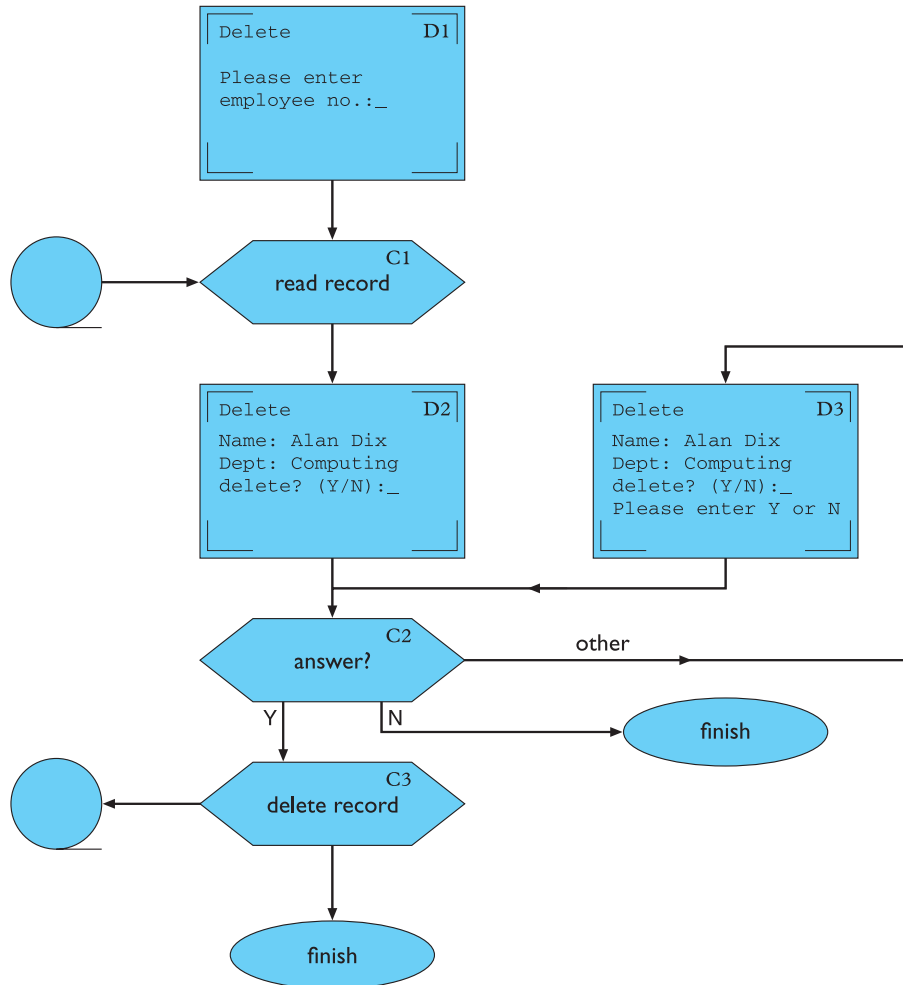 Delete D1
Please enter
employee no.:_
C1
read record
Delete D2
Name: Alan Dix
Dept: Computing
delete? (Y/N):_
Delete D3
Name: Alan Dix
Dept: Computing
delete? (Y/N):_
Please enter Y or N
C2
answer?
other
Y
N
finish
C3
delete record
finish